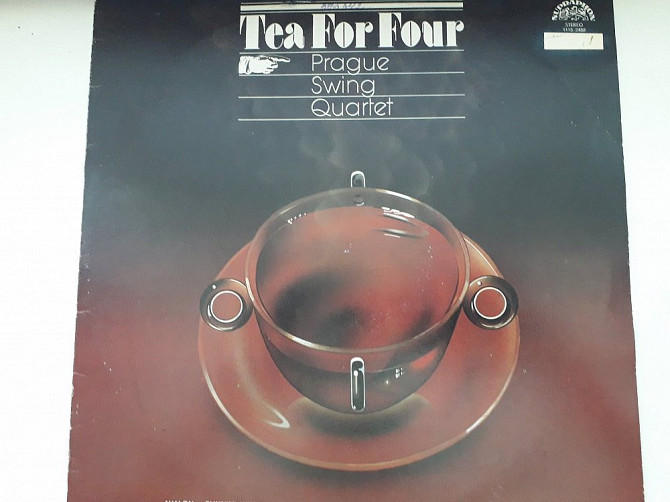 Tea For Four
Prague
Swing
Quartet
SUPRAPHON
STEREO